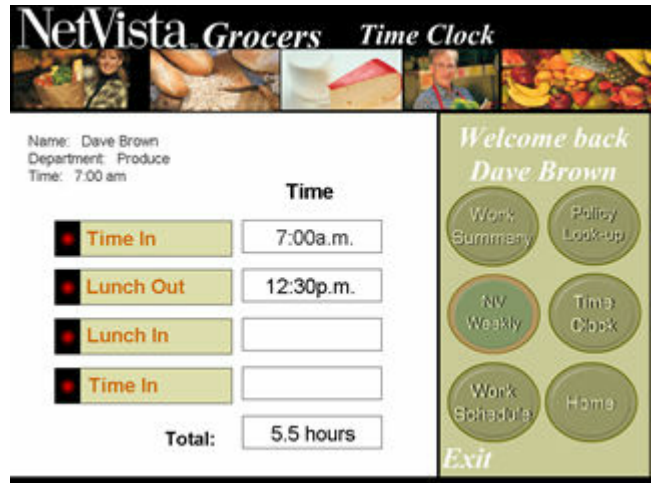 NetVista Grocers Time Clock
Name: Dave Brown
Department: Produce
Time: 7:00 am
Time
Time In 7:00a.m.
Lunch Out 12:30p.m.
Lunch In
Time In
Total: 5.5 hours
Welcome back
Dave Brown
Work
Summary
Policy
Look-up
NV
Weekly
Time
Clock
Work
Schedule
Home
Exit